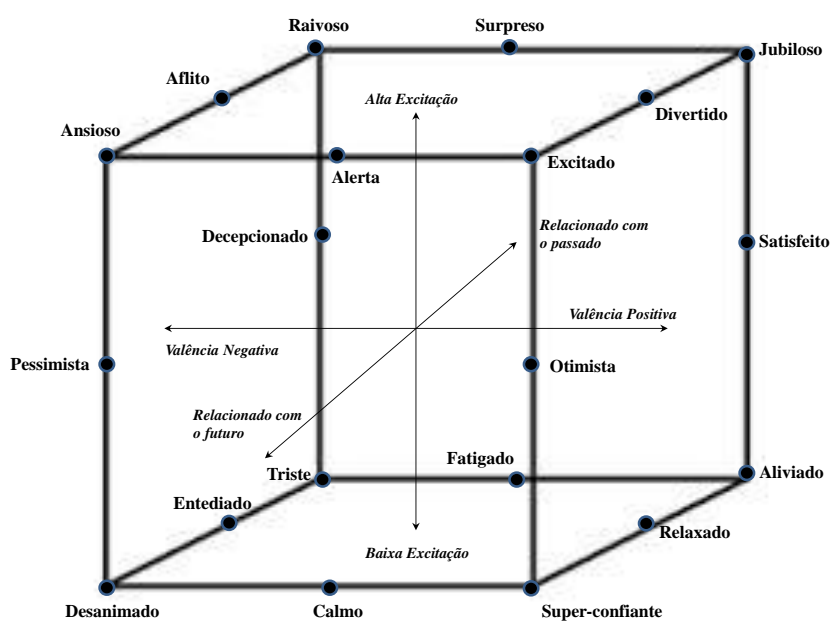 Raivoso
Surpreso
Jubiloso
Aflito
Alta Excitação
Divertido
Ansioso
Excitado
Alerta
Relacionado com
o passado
Decepcionado
Satisfeito
Valência Positiva
Valência Negativa
Pessimista
Otimista
Relacionado com
o futuro
Fatigado
Triste
Aliviado
Entediado
Relaxado
Baixa Excitação
Desanimado
Calmo
Super-confiante